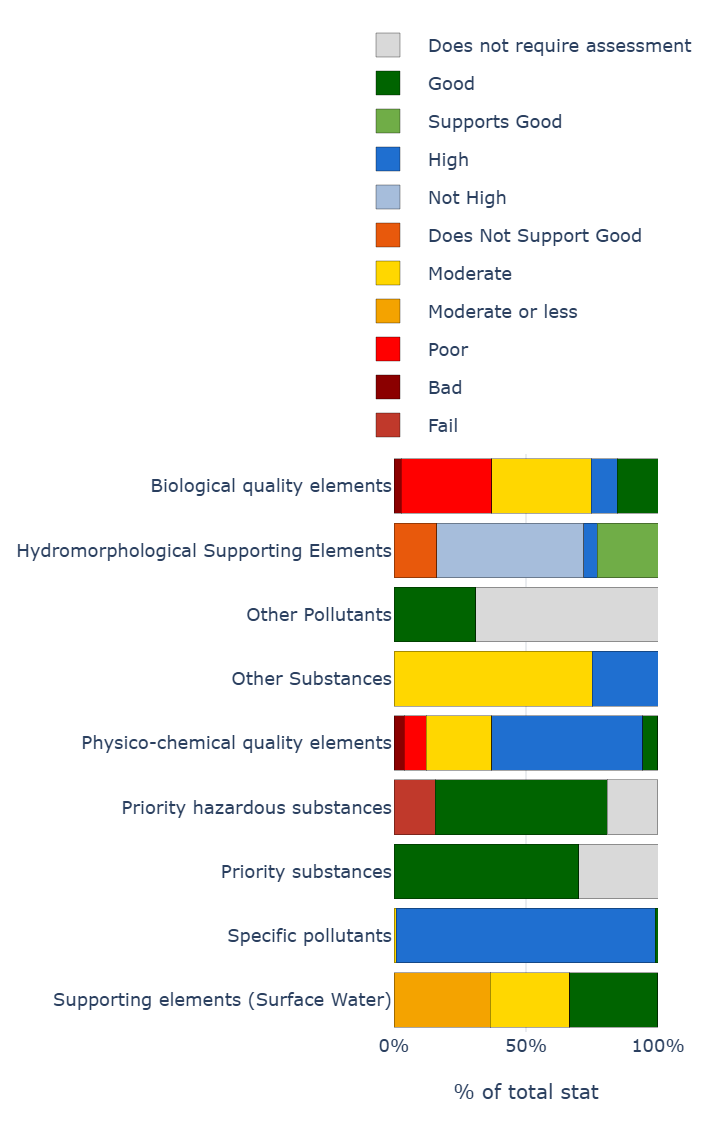 Does not require assessment
Good
Supports Good
High
Not High
Does Not Support Good
Moderate
Moderate or less
Poor
Bad
Fail
Biological quality elements
Hydromorphological Supporting Elements
Other Pollutants
Other Substances
Physico-chemical quality elements
Priority hazardous substances
Priority substances
Specific pollutants
Supporting elements (Surface Water)
0% 50% 100%
% of total stat